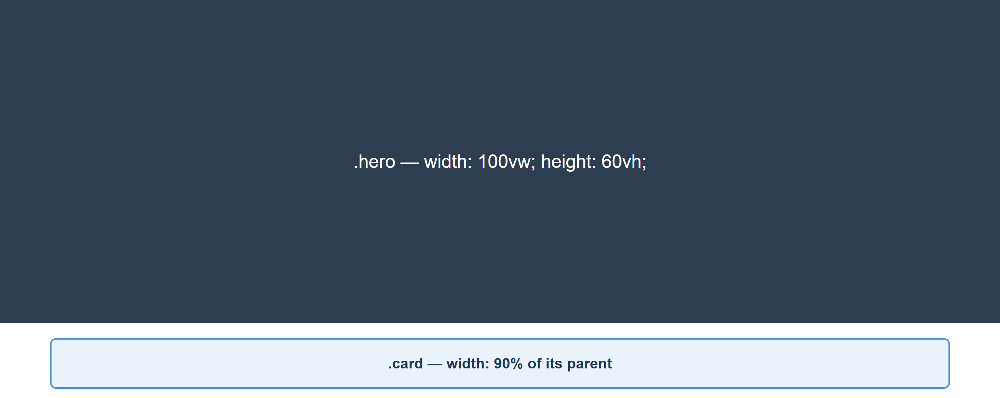 .hero — width: 100vw; height: 60vh;
.card — width: 90% of its parent